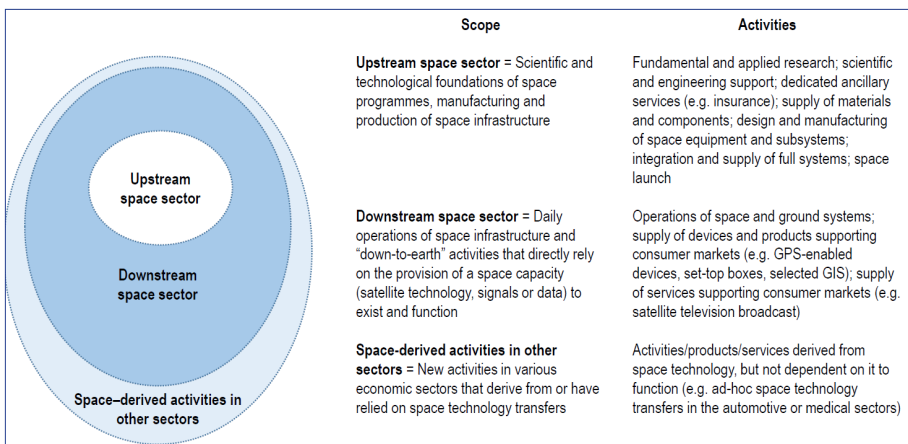 Scope
Activities
Upstream
space sector
Downstream
space sector
Space–derived activities in
other sectors
Upstream space sector = Scientific and
technological foundations of space
programmes, manufacturing and
production of space infrastructure
Fundamental and applied research; scientific
and engineering support; dedicated ancillary
services (e.g. insurance); supply of materials
and components; design and manufacturing
of space equipment and subsystems;
integration and supply of full systems; space
launch
Downstream space sector = Daily
operations of space infrastructure and
“down-to-earth” activities that directly rely
on the provision of a space capacity
(satellite technology, signals or data) to
exist and function
Operations of space and ground systems;
supply of devices and products supporting
consumer markets (e.g. GPS-enabled
devices, set-top boxes, selected GIS); supply
of services supporting consumer markets (e.g.
satellite television broadcast)
Space-derived activities in other
sectors = New activities in various
economic sectors that derive from or have
relied on space technology transfers
Activities/products/services derived from
space technology, but not dependent on it to
function (e.g. ad-hoc space technology
transfers in the automotive or medical sectors)